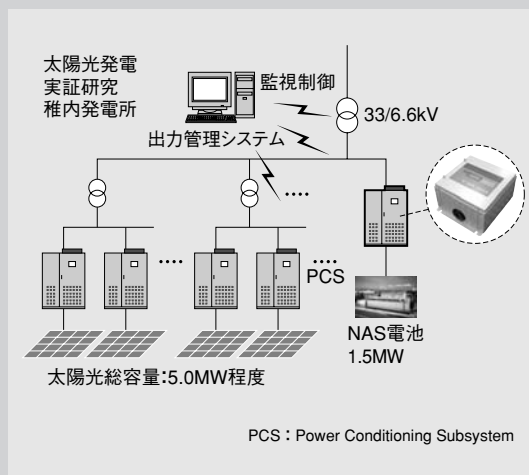 太陽光発電
実証研究
稚内発電所
監視制御
33/6.6kV
出力管理システム
PCS
NAS電池
1.5MW
太陽光総容量:5.0MW程度
PCS：Power Conditioning Subsystem